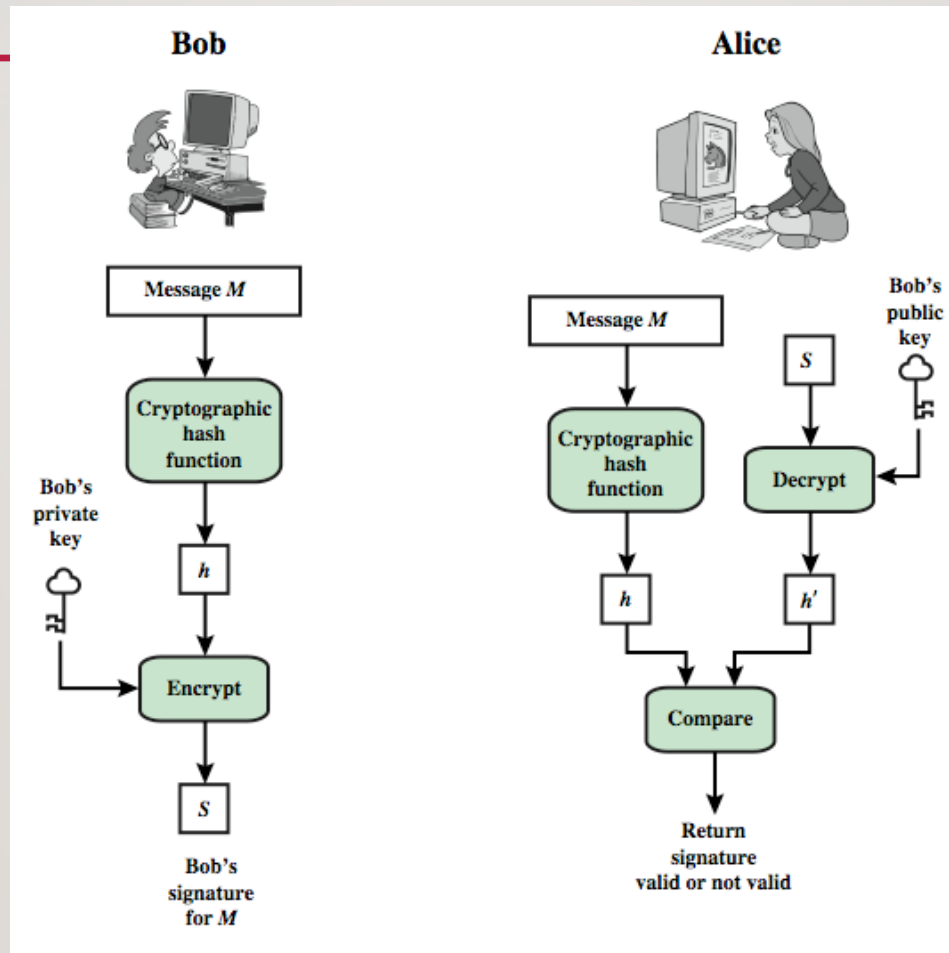 Bob
Message M
Cryptographic
hash
function
Bob's
private
key
h
Encrypt
S
Bob's
signature
for M
Alice
Message M
Bob's
public
key
S
Cryptographic
hash
function
Decrypt
h
h'
Compare
Return
signature
valid or not valid